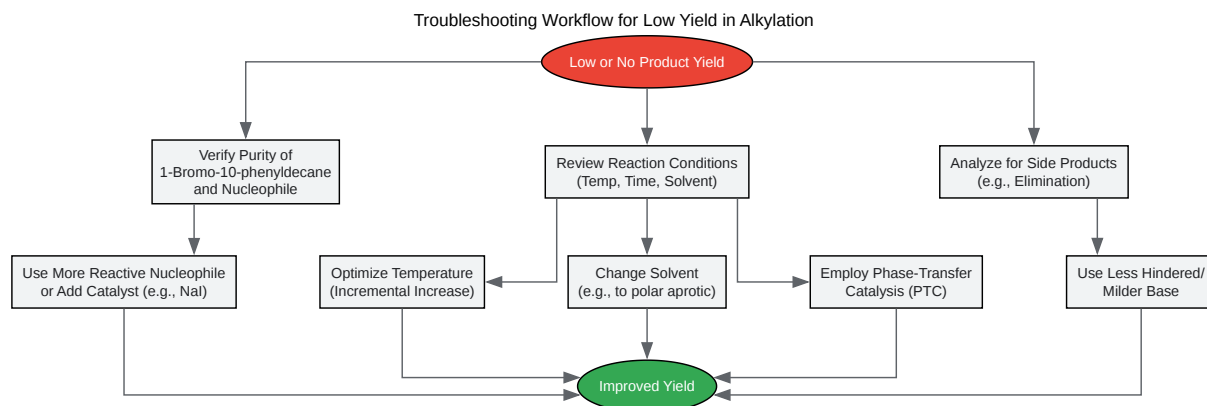 Troubleshooting Workflow for Low Yield in Alkylation
Low or No Product Yield
Verify Purity of
1-Bromo-10-phenyldecane
and Nucleophile
Review Reaction Conditions
(Temp, Time, Solvent)
Analyze for Side Products
(e.g., Elimination)
Use More Reactive Nucleophile
or Add Catalyst (e.g., NaI)
Optimize Temperature
(Incremental Increase)
Change Solvent
(e.g., to polar aprotic)
Employ Phase-Transfer
Catalysis (PTC)
Use Less Hindered/
Milder Base
Improved Yield